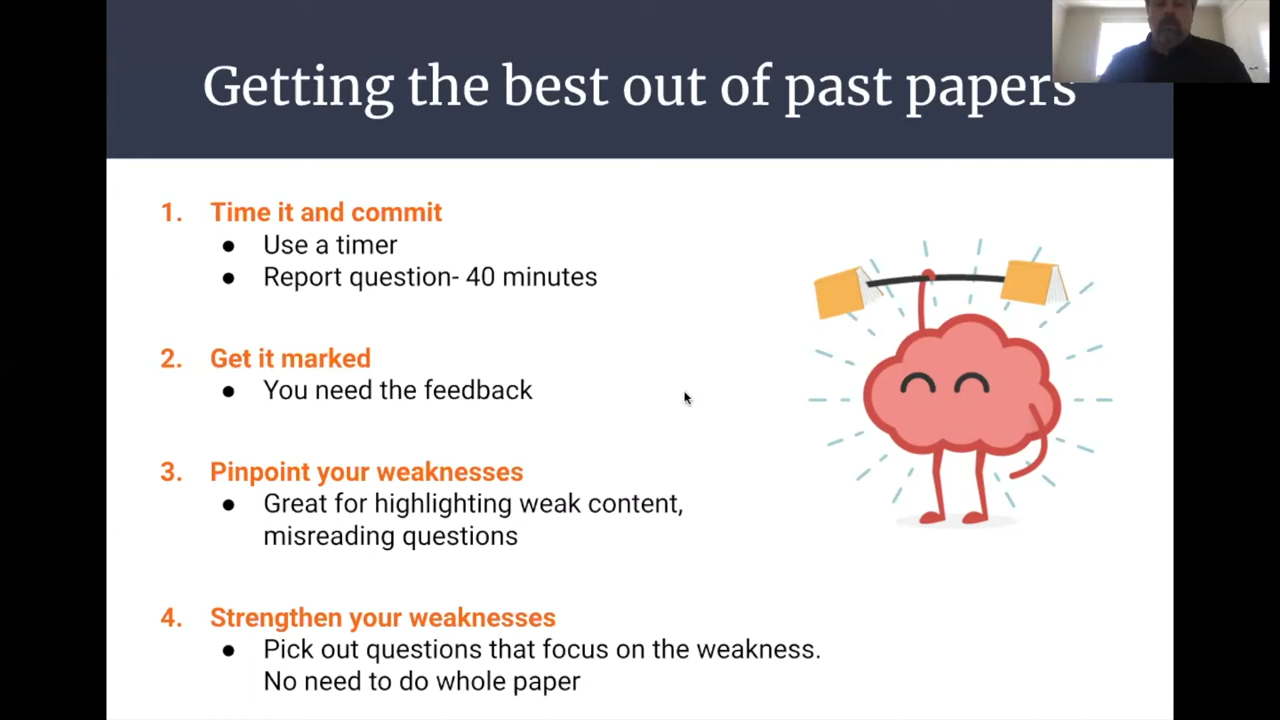 Getting the best out of past papers
1. Time it and commit
● Use a timer
● Report question- 40 minutes
2. Get it marked
● You need the feedback
3. Pinpoint your weaknesses
● Great for highlighting weak content,
misreading questions
4. Strengthen your weaknesses
● Pick out questions that focus on the weakness.
No need to do whole paper